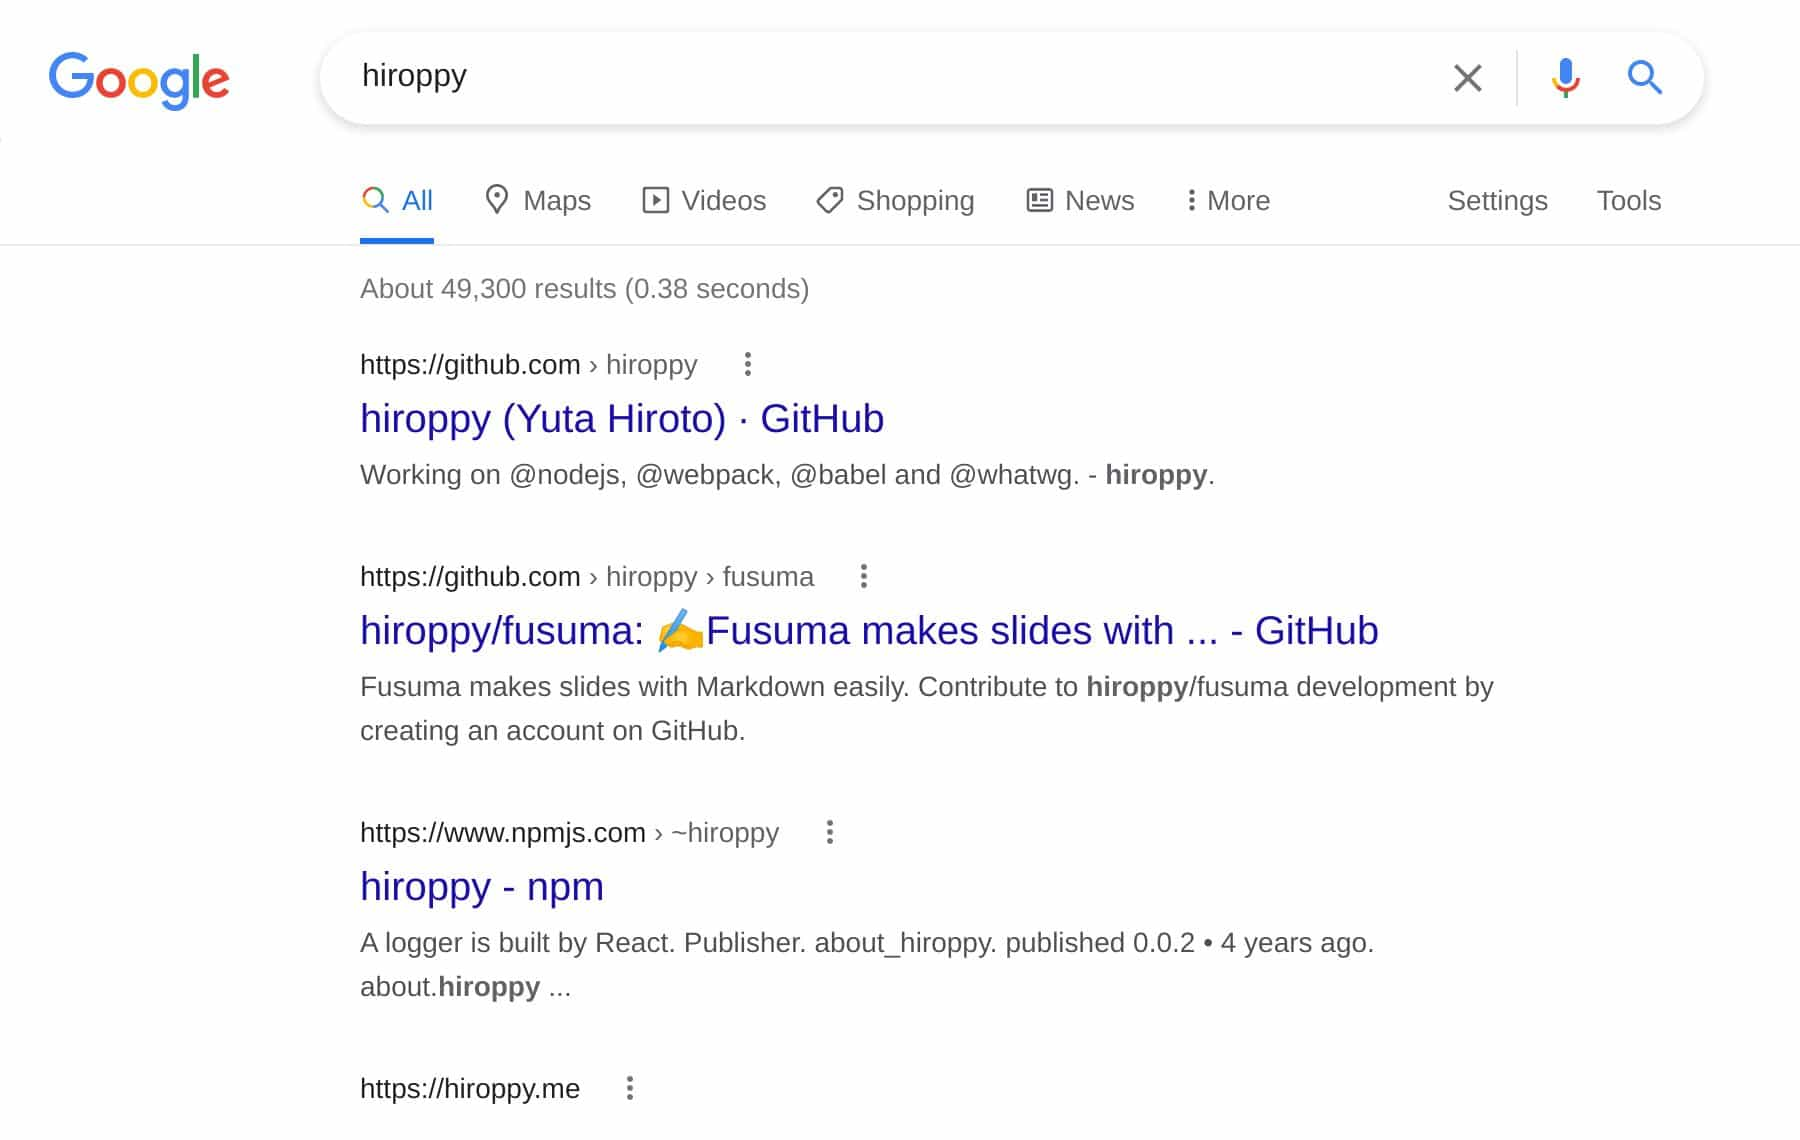 Google
hiroppy
All Maps Videos Shopping News More Settings Tools
About 49,300 results (0.38 seconds)
https://github.com › hiroppy
hiroppy (Yuta Hiroto) · GitHub
Working on @nodejs, @webpack, @babel and @whatwg. - hiroppy.
https://github.com › hiroppy › fusuma
hiroppy/fusuma: ✍Fusuma makes slides with ... - GitHub
Fusuma makes slides with Markdown easily. Contribute to hiroppy/fusuma development by
creating an account on GitHub.
https://www.npmjs.com › ~hiroppy
hiroppy - npm
A logger is built by React. Publisher. about_hiroppy. published 0.0.2 • 4 years ago.
about.hiroppy ...
https://hiroppy.me